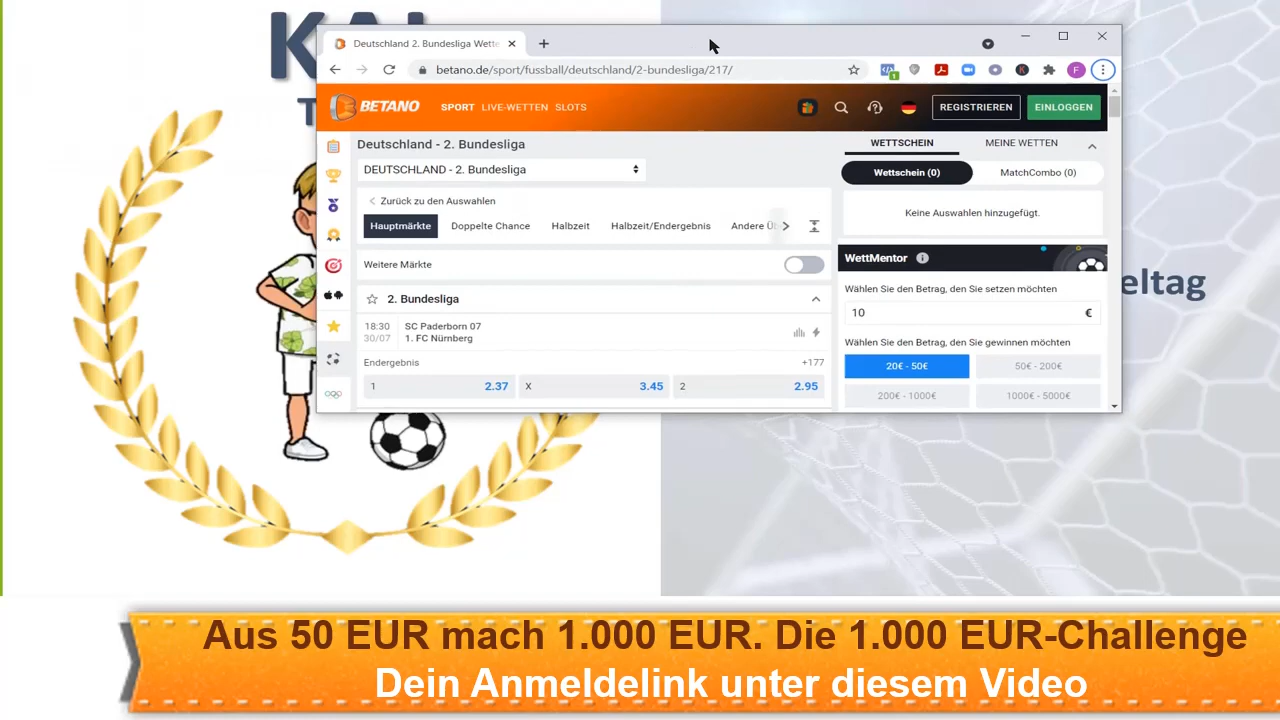 KAI
T
eltag
Deutschland 2. Bundesliga Wette
betano.de/sport/fussball/deutschland/2-bundesliga/217/
BETANO SPORT LIVE-WETTEN SLOTS REGISTRIEREN EINLOGGEN
Deutschland - 2. Bundesliga
DEUTSCHLAND - 2. Bundesliga
Zurück zu den Auswahlen
Hauptmärkte Doppelte Chance Halbzeit Halbzeit/Endergebnis Andere Üb
Weitere Märkte
2. Bundesliga
18:30 SC Paderborn 07
30/07 1. FC Nürnberg
Endergebnis +177
1 2.37 X 3.45 2 2.95
WETTSCHEIN MEINE WETTEN
Wettschein (0) MatchCombo (0)
Keine Auswahlen hinzugefügt.
WettMentor
Wählen Sie den Betrag, den Sie setzen möchten
10 €
Wählen Sie den Betrag, den Sie gewinnen möchten
20€ - 50€ 50€ - 200€
200€ - 1000€ 1000€ - 5000€
Aus 50 EUR mach 1.000 EUR. Die 1.000 EUR-Challenge
Dein Anmeldelink unter diesem Video